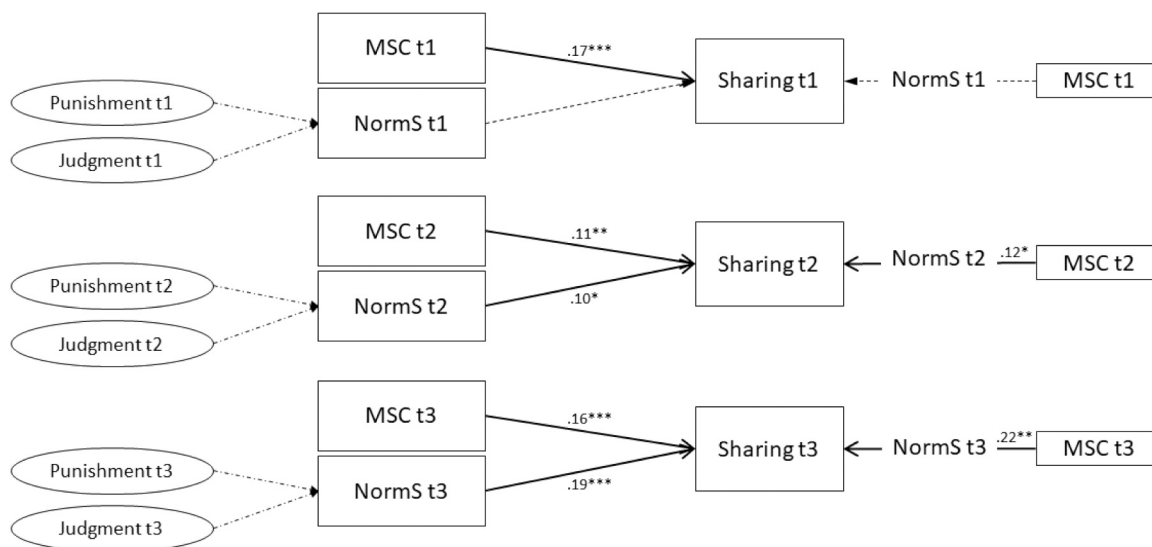 MSC t1
.17***
Sharing t1
NormS t1
MSC t1
Punishment t1
NormS t1
Judgment t1
MSC t2
.11**
Sharing t2
NormS t2
.12*
MSC t2
Punishment t2
NormS t2
.10*
Judgment t2
MSC t3
.16***
Sharing t3
NormS t3
.22**
MSC t3
Punishment t3
NormS t3
.19***
Judgment t3